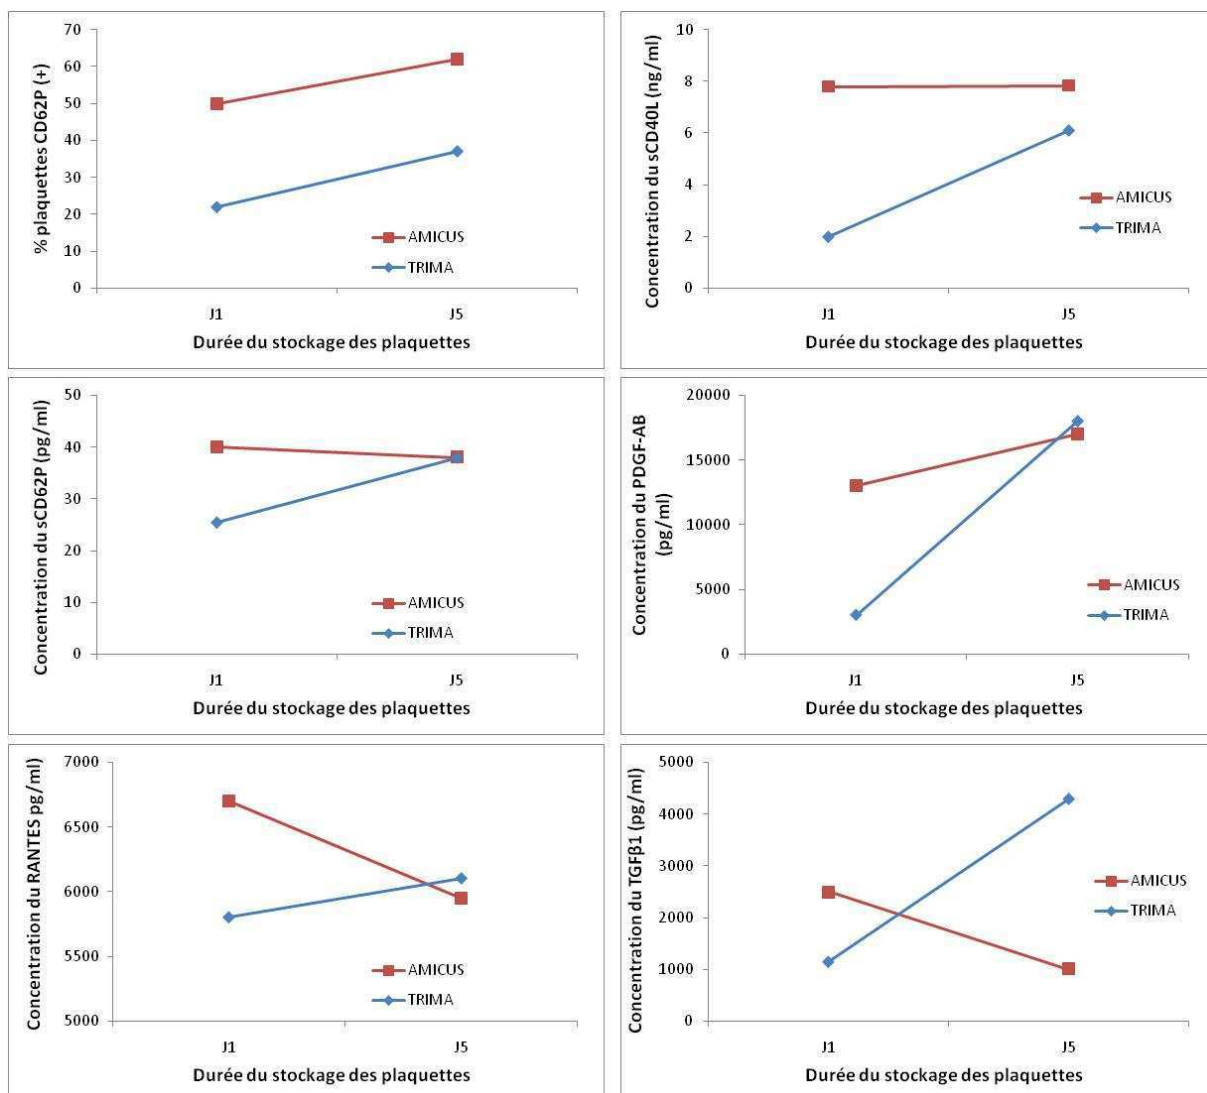 % plaquettes CD62P (+)
70
60
50
40
30
20
10
0
AMICUS
TRIMA
J1
J5
Durée du stockage des plaquettes
Concentration du sCD40L (ng/ml)
10
8
6
4
2
0
AMICUS
TRIMA
J1
J5
Durée du stockage des plaquettes
Concentration du sCD62P (pg/ml)
50
40
30
20
10
0
AMICUS
TRIMA
J1
J5
Durée du stockage des plaquettes
Concentration du PDGF-AB
(pg/ml)
20000
15000
10000
5000
0
AMICUS
TRIMA
J1
J5
Durée du stockage des plaquettes
Concentration du RANTES pg/ml)
7000
6500
6000
5500
5000
AMICUS
TRIMA
J1
J5
Durée du stockage des plaquettes
Concentration du TGFβ1 (pg/ml)
5000
4000
3000
2000
1000
0
AMICUS
TRIMA
J1
J5
Durée du stockage des plaquettes